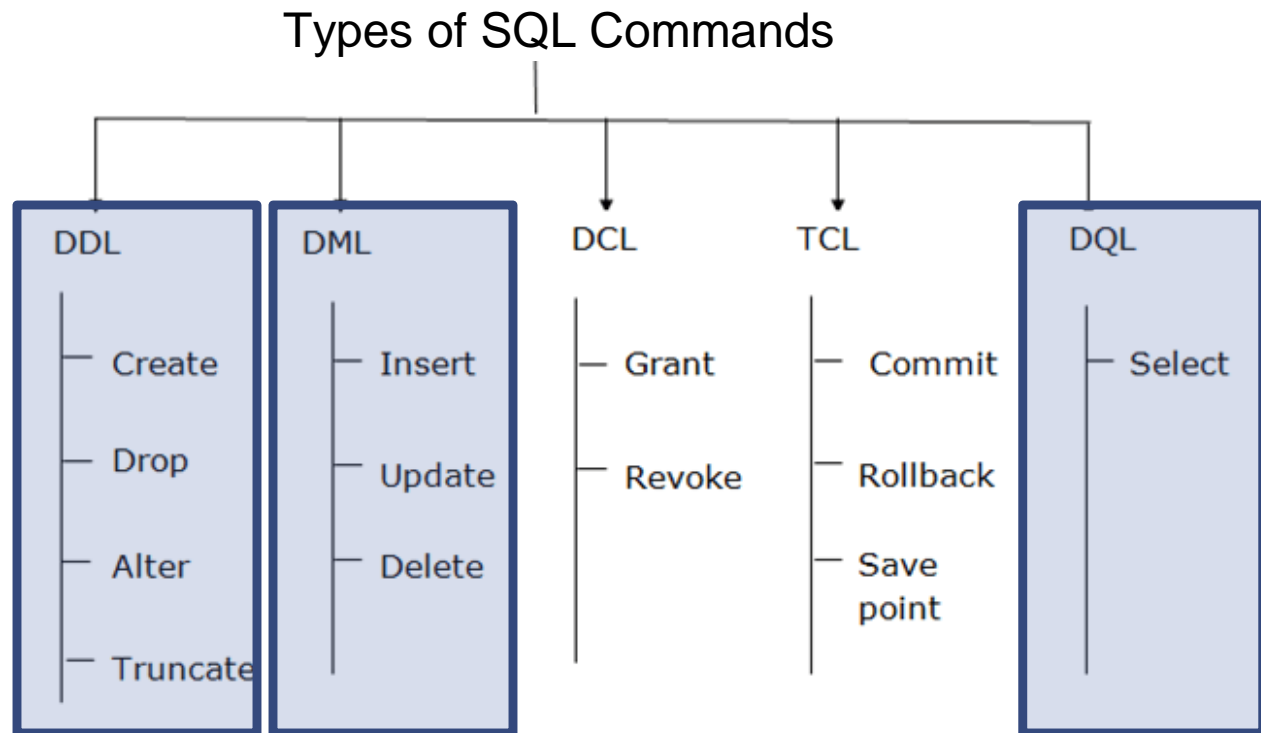 Types of SQL Commands
DDL
Create
Drop
Alter
Truncate
DML
Insert
Update
Delete
DCL
Grant
Revoke
TCL
Commit
Rollback
Save
point
DQL
Select